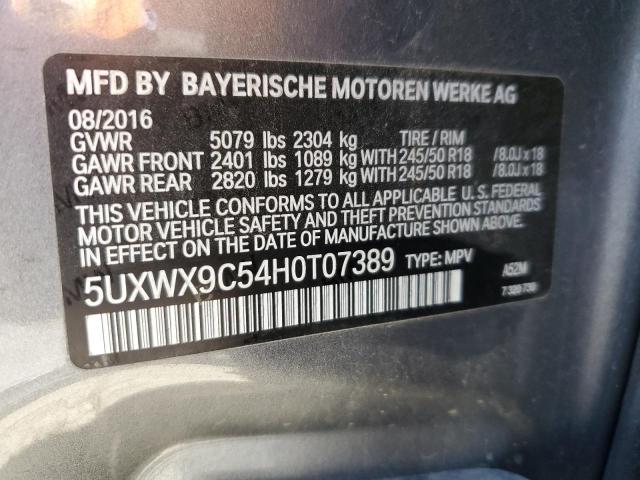 MFD BY BAYERISCHE MOTOREN WERKE AG
08/2016
GVWR 5079 lbs 2304 kg TIRE / RIM
GAWR FRONT 2401 lbs 1089 kg WITH 245/50 R18 /8.0J x 18
GAWR REAR 2820 lbs 1279 kg WITH 245/50 R18 /8.0J x 18
THIS VEHICLE CONFORMS TO ALL APPLICABLE U.S. FEDERAL
MOTOR VEHICLE SAFETY AND THEFT PREVENTION STANDARDS
IN EFFECT ON THE DATE OF MANUFACTURE SHOWN ABOVE.
5UXWX9C54H0T07389 TYPE: MPV A52M